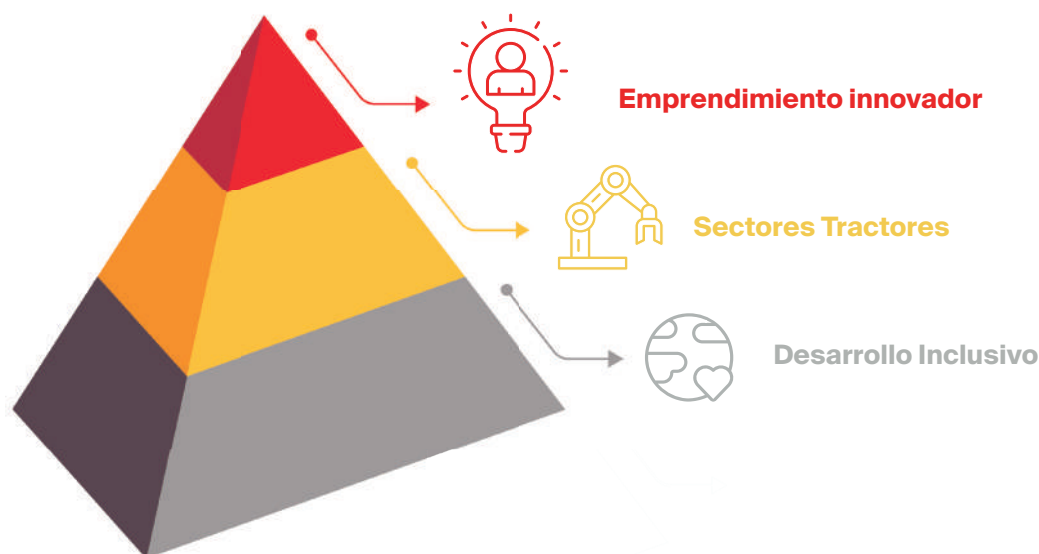 Emprendimiento innovador
Sectores Tractores
Desarrollo Inclusivo